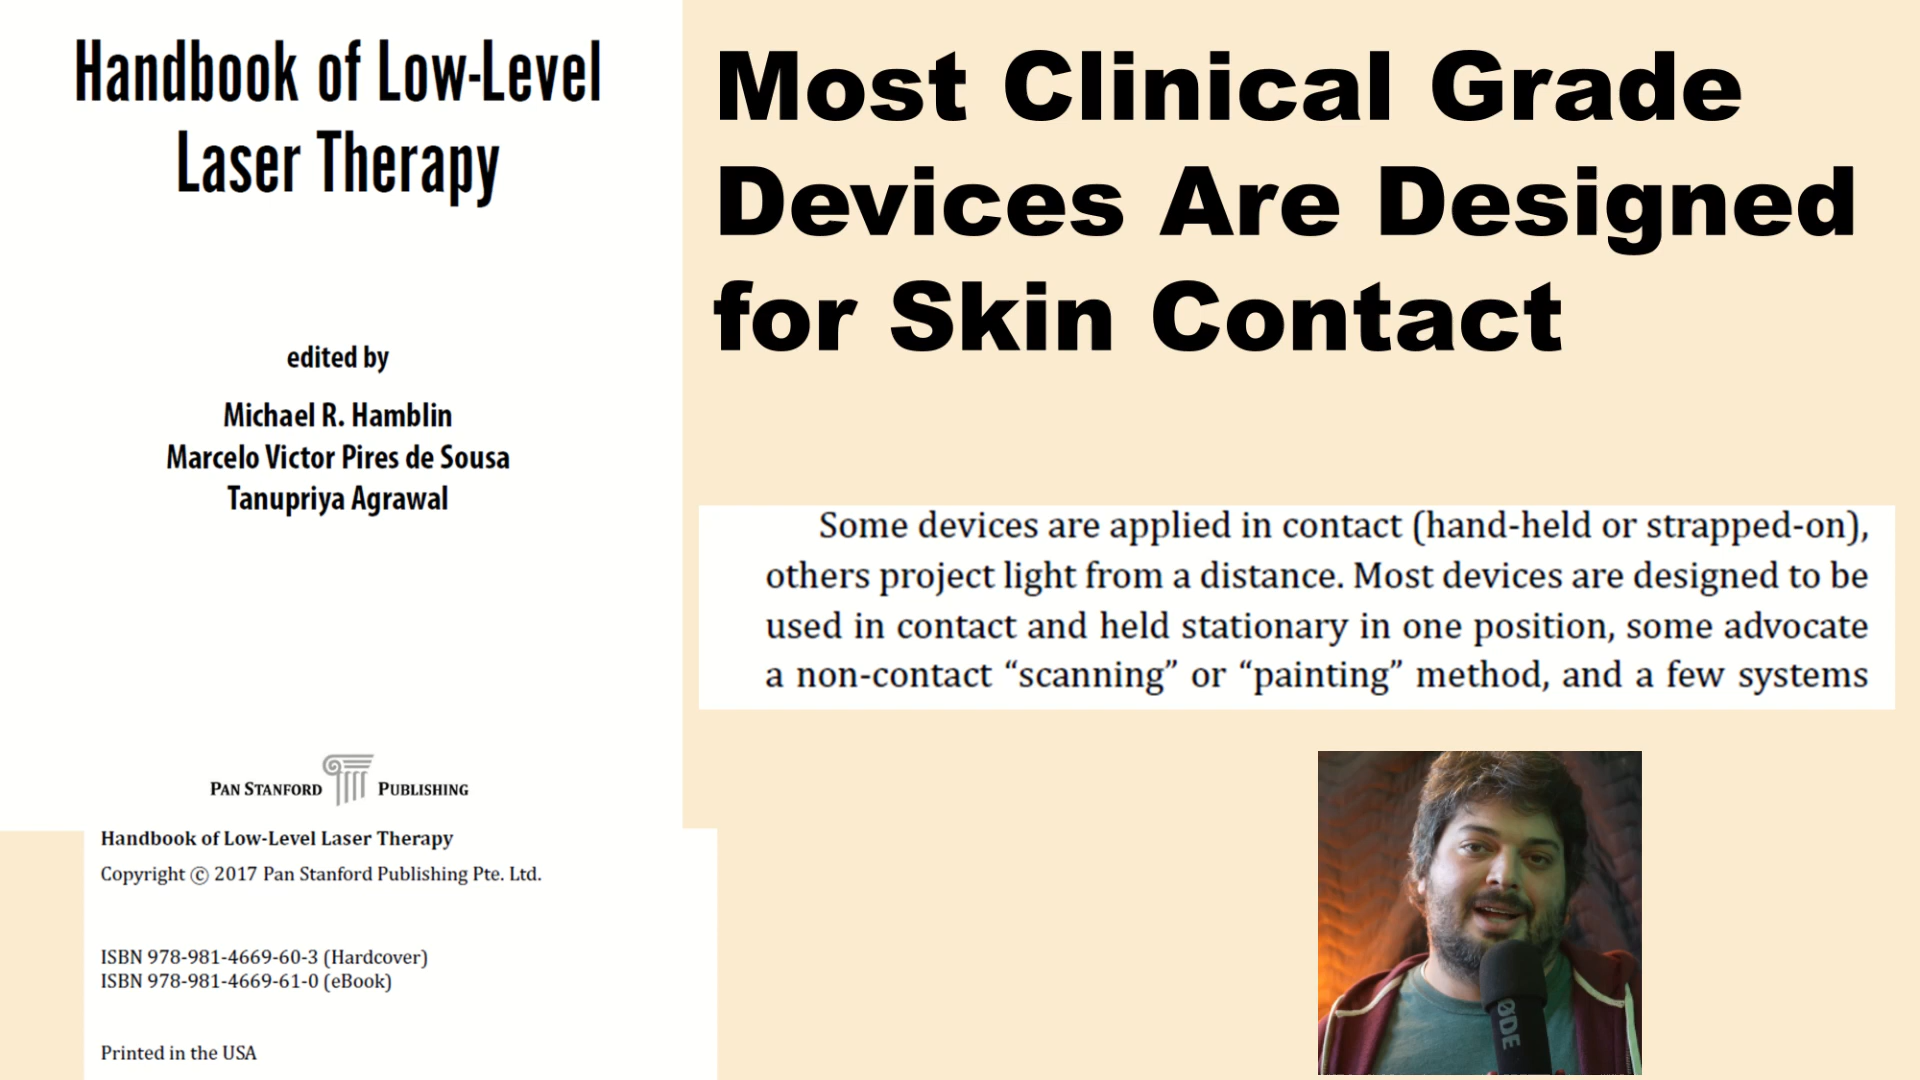 Handbook of Low-Level
Laser Therapy
edited by
Michael R. Hamblin
Marcelo Victor Pires de Sousa
Tanupriya Agrawal
PAN STANFORD PUBLISHING
Handbook of Low-Level Laser Therapy
Copyright © 2017 Pan Stanford Publishing Pte. Ltd.
ISBN 978-981-4669-60-3 (Hardcover)
ISBN 978-981-4669-61-0 (eBook)
Printed in the USA
Most Clinical Grade
Devices Are Designed
for Skin Contact
Some devices are applied in contact (hand-held or strapped-on),
others project light from a distance. Most devices are designed to be
used in contact and held stationary in one position, some advocate
a non-contact “scanning” or “painting” method, and a few systems
RØDE